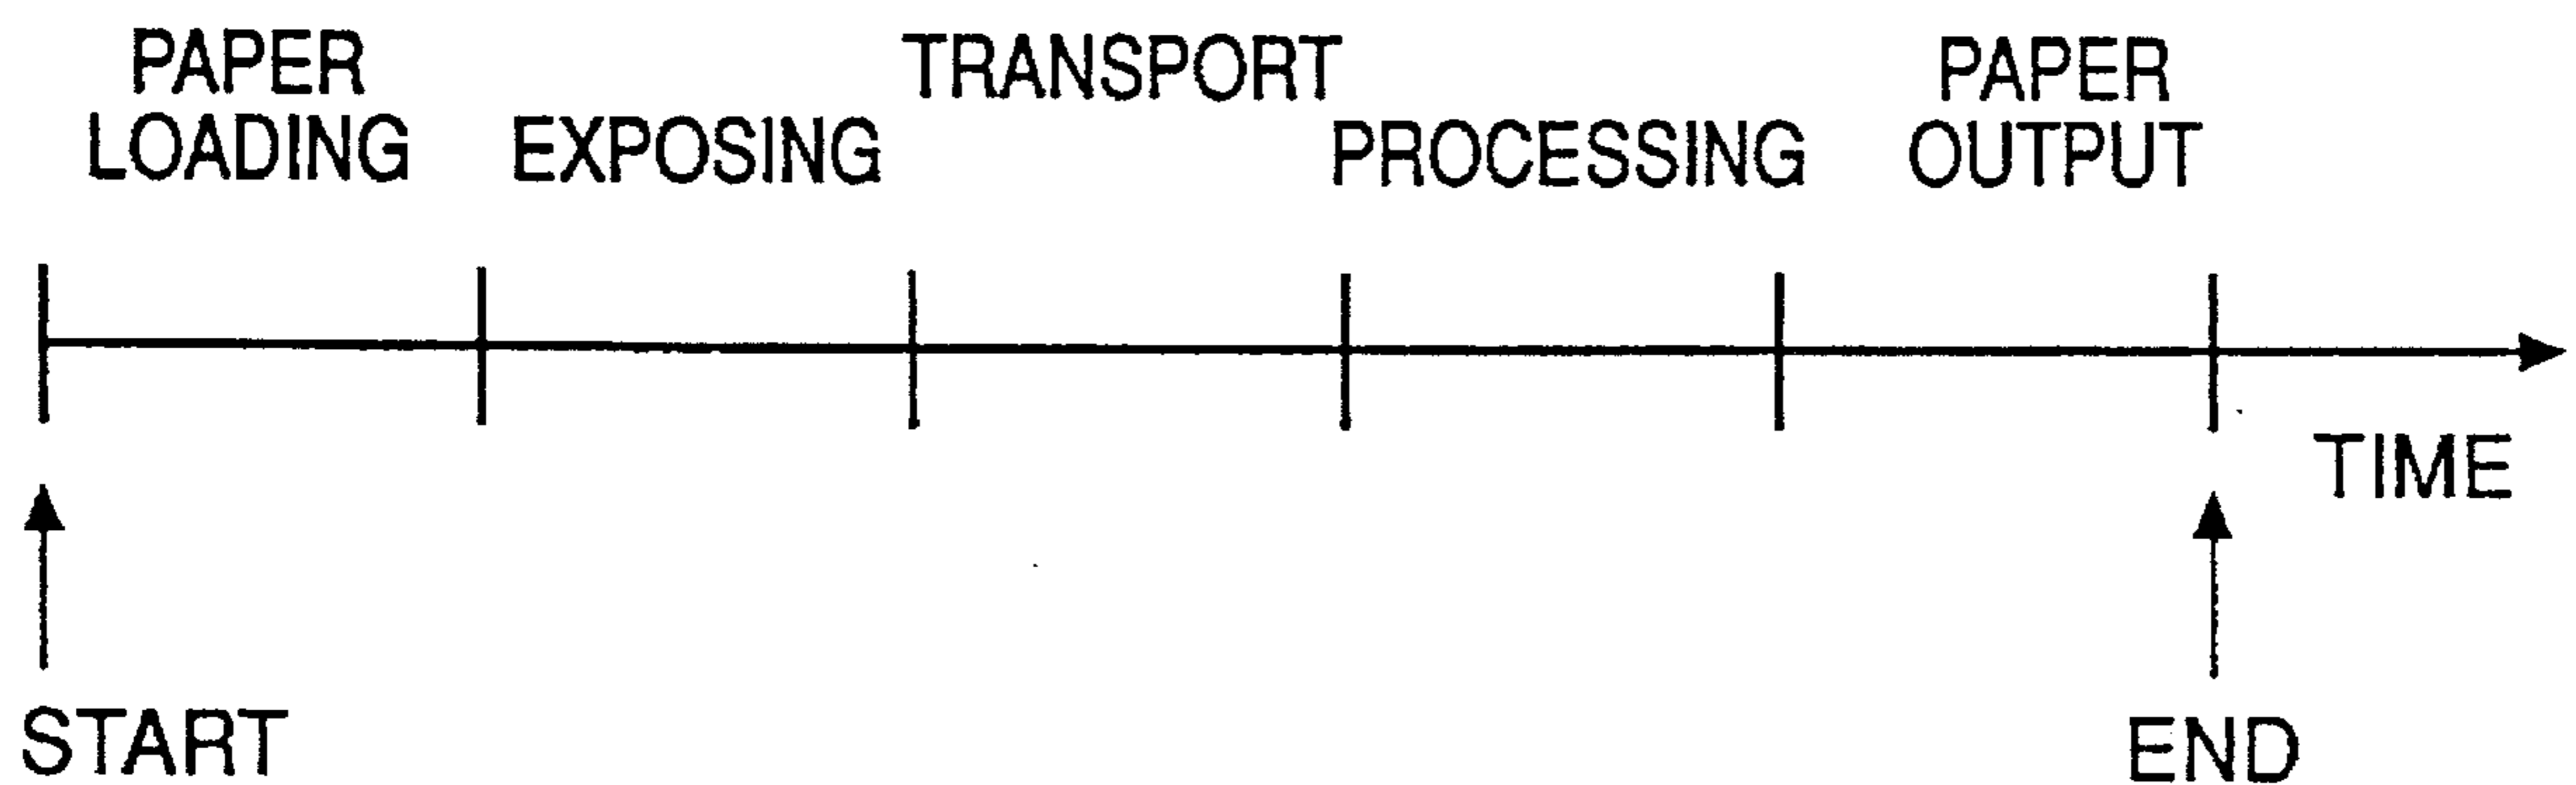 PAPER
LOADING
EXPOSING
TRANSPORT
PROCESSING
PAPER
OUTPUT
TIME
START
END